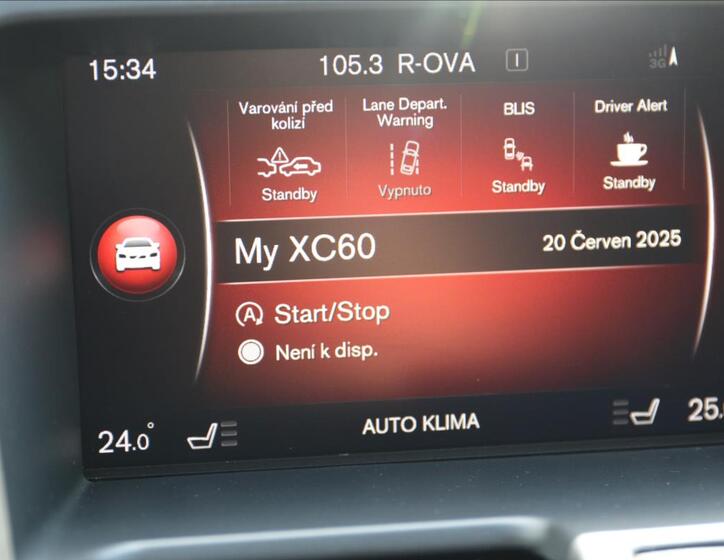 15:34
105.3 R-OVA
I
3G
Varování před
kolizí
Standby
Lane Depart.
Warning
Vypnuto
BLIS
Standby
Driver Alert
Standby
My XC60
20 Červen 2025
A Start/Stop
Není k disp.
24.0°
AUTO KLIMA
25.